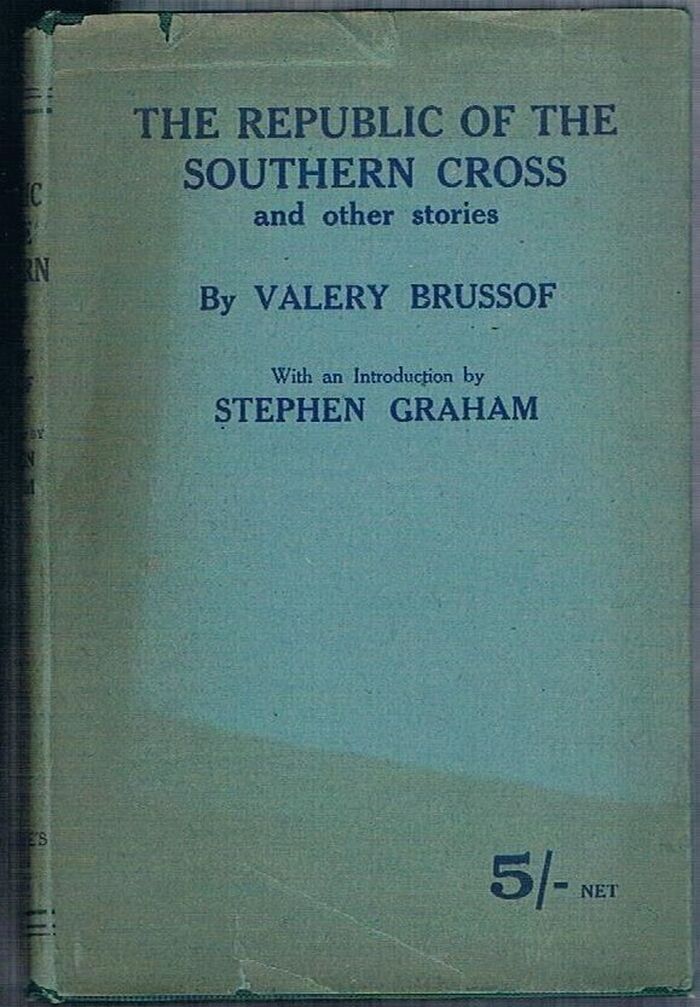 THE REPUBLIC OF THE
SOUTHERN CROSS
and other stories
By VALERY BRUSSOF
With an Introduction by
STEPHEN GRAHAM
5/- NET